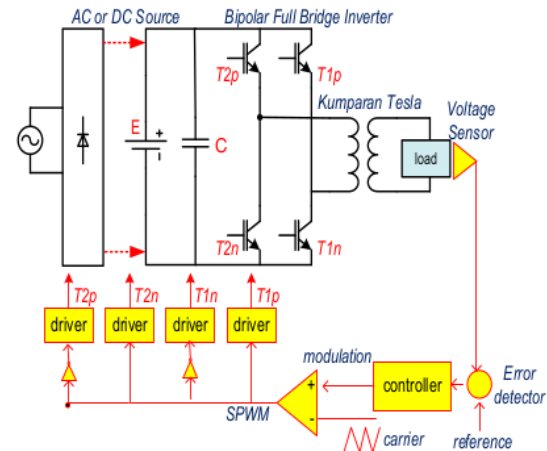 AC or DC Source
Bipolar Full Bridge Inverter
T2p
T1p
Kumparan Tesla
Voltage
Sensor
E
+
-
C
load
T2n
T1n
T2p
T2n
T1n
T1p
driver
driver
driver
driver
modulation
controller
Error
detector
+
-
SPWM
carrier
reference